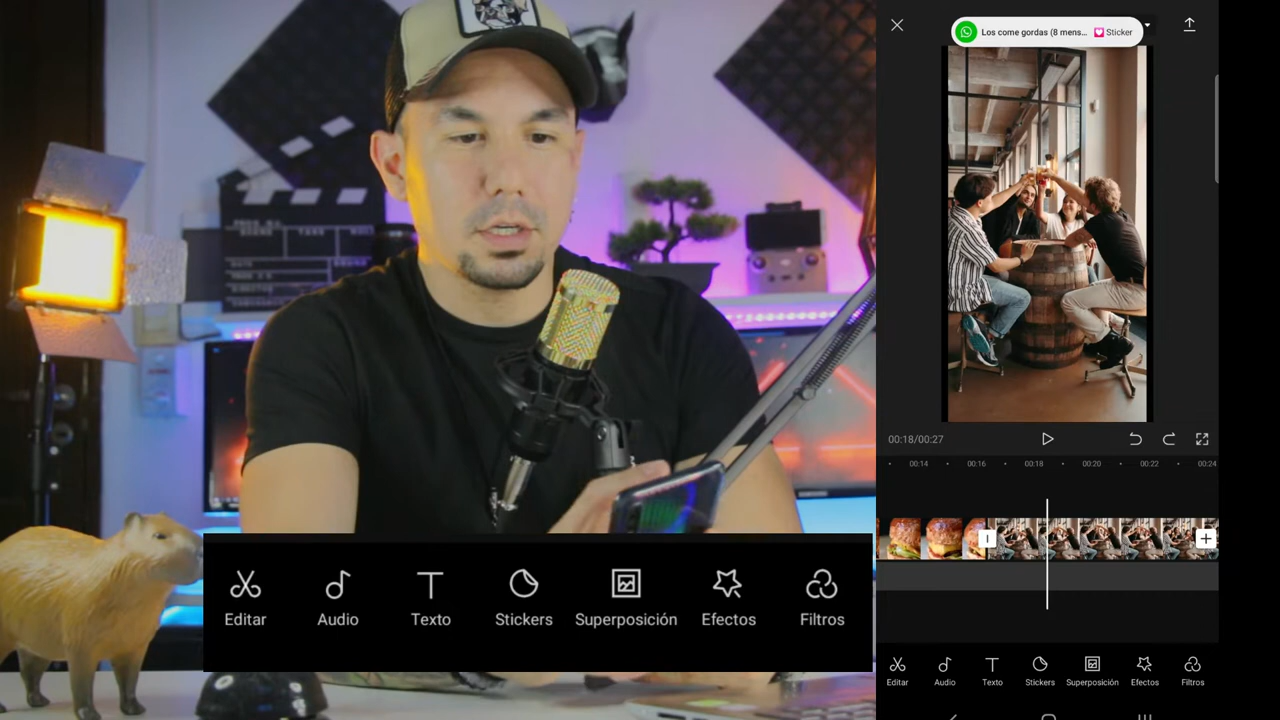 Los come gordas (8 mens... Sticker
00:18/00:27
00:14 00:16 00:18 00:20 00:22 00:24
Editar Audio Texto Stickers Superposición Efectos Filtros
Editar Audio Texto Stickers Superposición Efectos Filtros